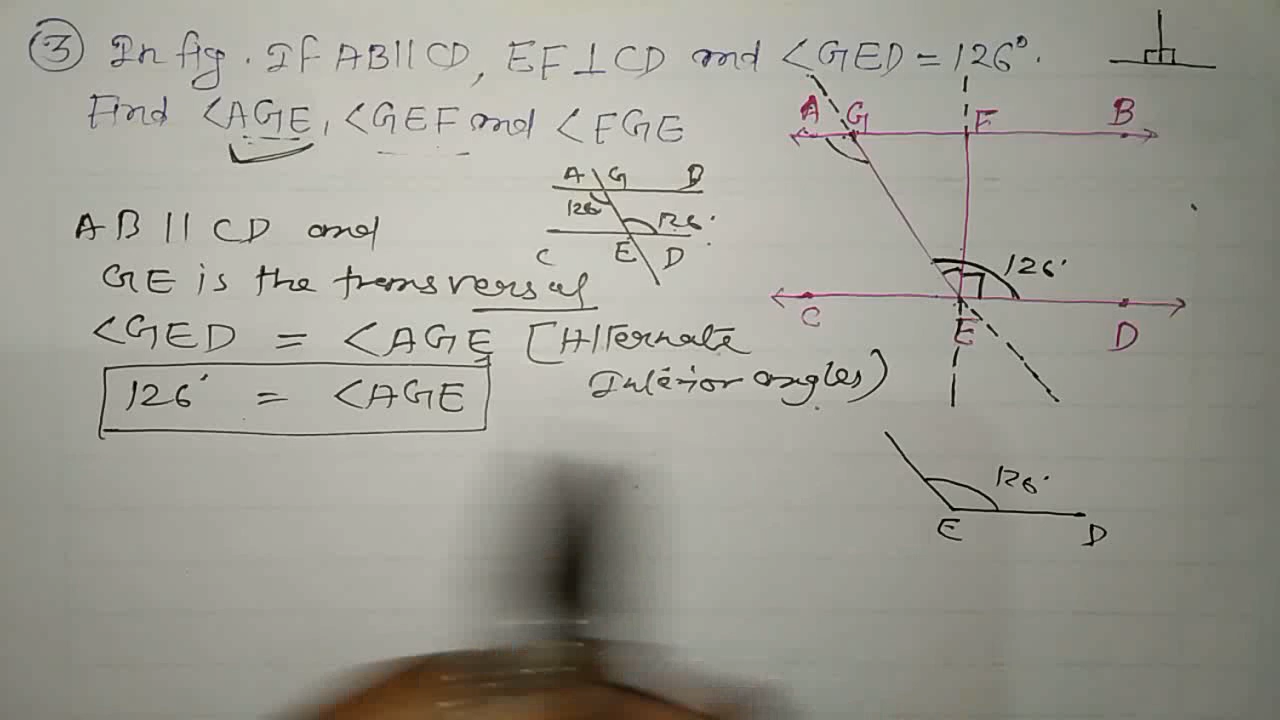 ③ In fig. If AB||CD, EF⊥CD and <GED = 126°.
Find <AGE, <GEF and <FGE
A G F B
A G B
126 126°
C E D
AB || CD and
GE is the transversal
126°
C E D
<GED = <AGE [Alternate
Interior angles)
126° = <AGE
126°
E D